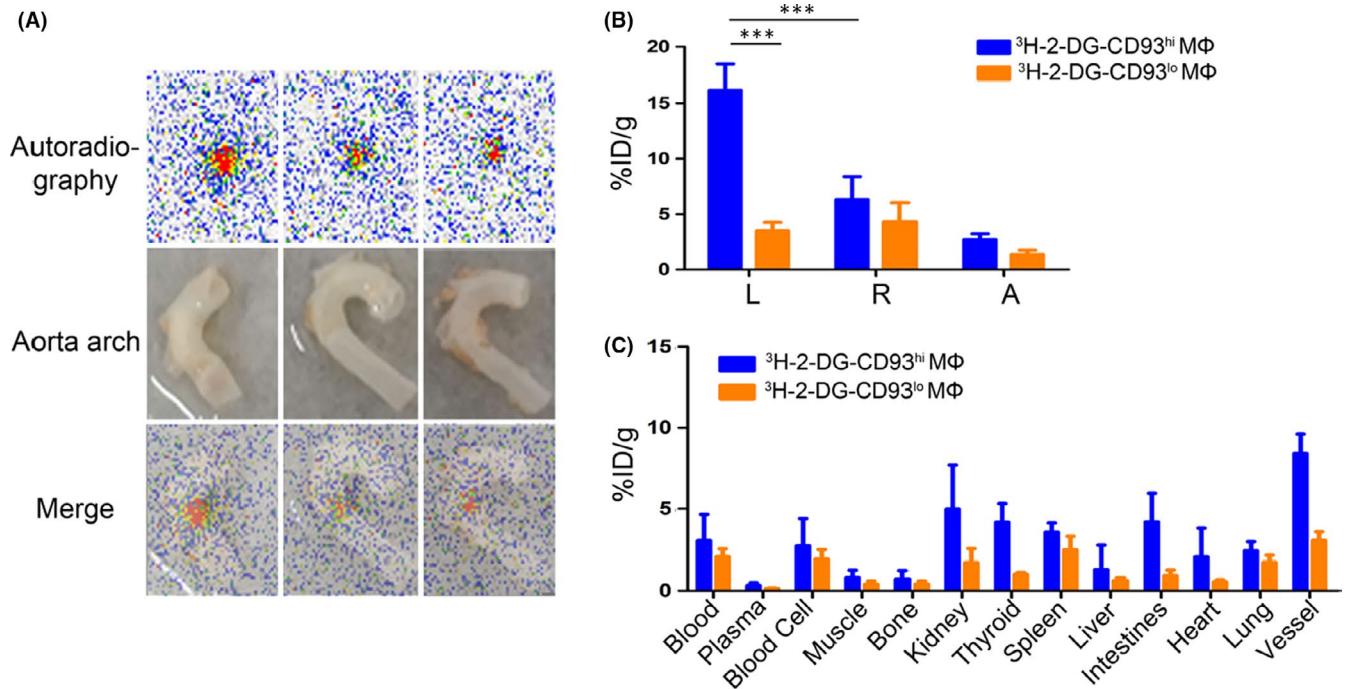 (A)
Autoradio-
graphy
Aorta arch
Merge
(B)
***
***
%ID/g
20
15
10
5
0
³H-2-DG-CD93ʰⁱ MΦ
³H-2-DG-CD93ˡᵒ MΦ
L R A
(C)
%ID/g
15
10
5
0
³H-2-DG-CD93ʰⁱ MΦ
³H-2-DG-CD93ˡᵒ MΦ
Blood
Plasma
Blood Cell
Muscle
Bone
Kidney
Thyroid
Spleen
Liver
Intestines
Heart
Lung
Vessel